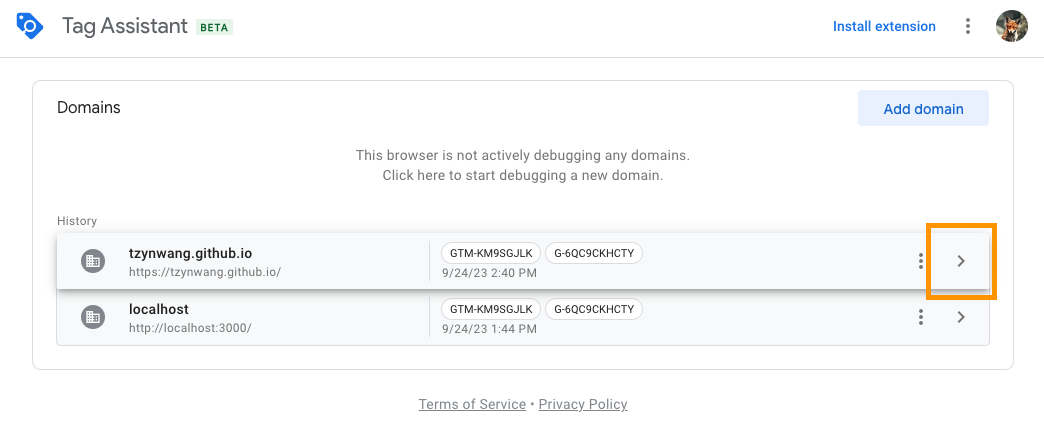 Tag Assistant BETA
Install extension
Domains
Add domain
This browser is not actively debugging any domains.
Click here to start debugging a new domain.
History
tzynwang.github.io
https://tzynwang.github.io/
GTM-KM9SGJLK G-6QC9CKHCTY
9/24/23 2:40 PM
localhost
http://localhost:3000/
GTM-KM9SGJLK G-6QC9CKHCTY
9/24/23 1:44 PM
Terms of Service • Privacy Policy